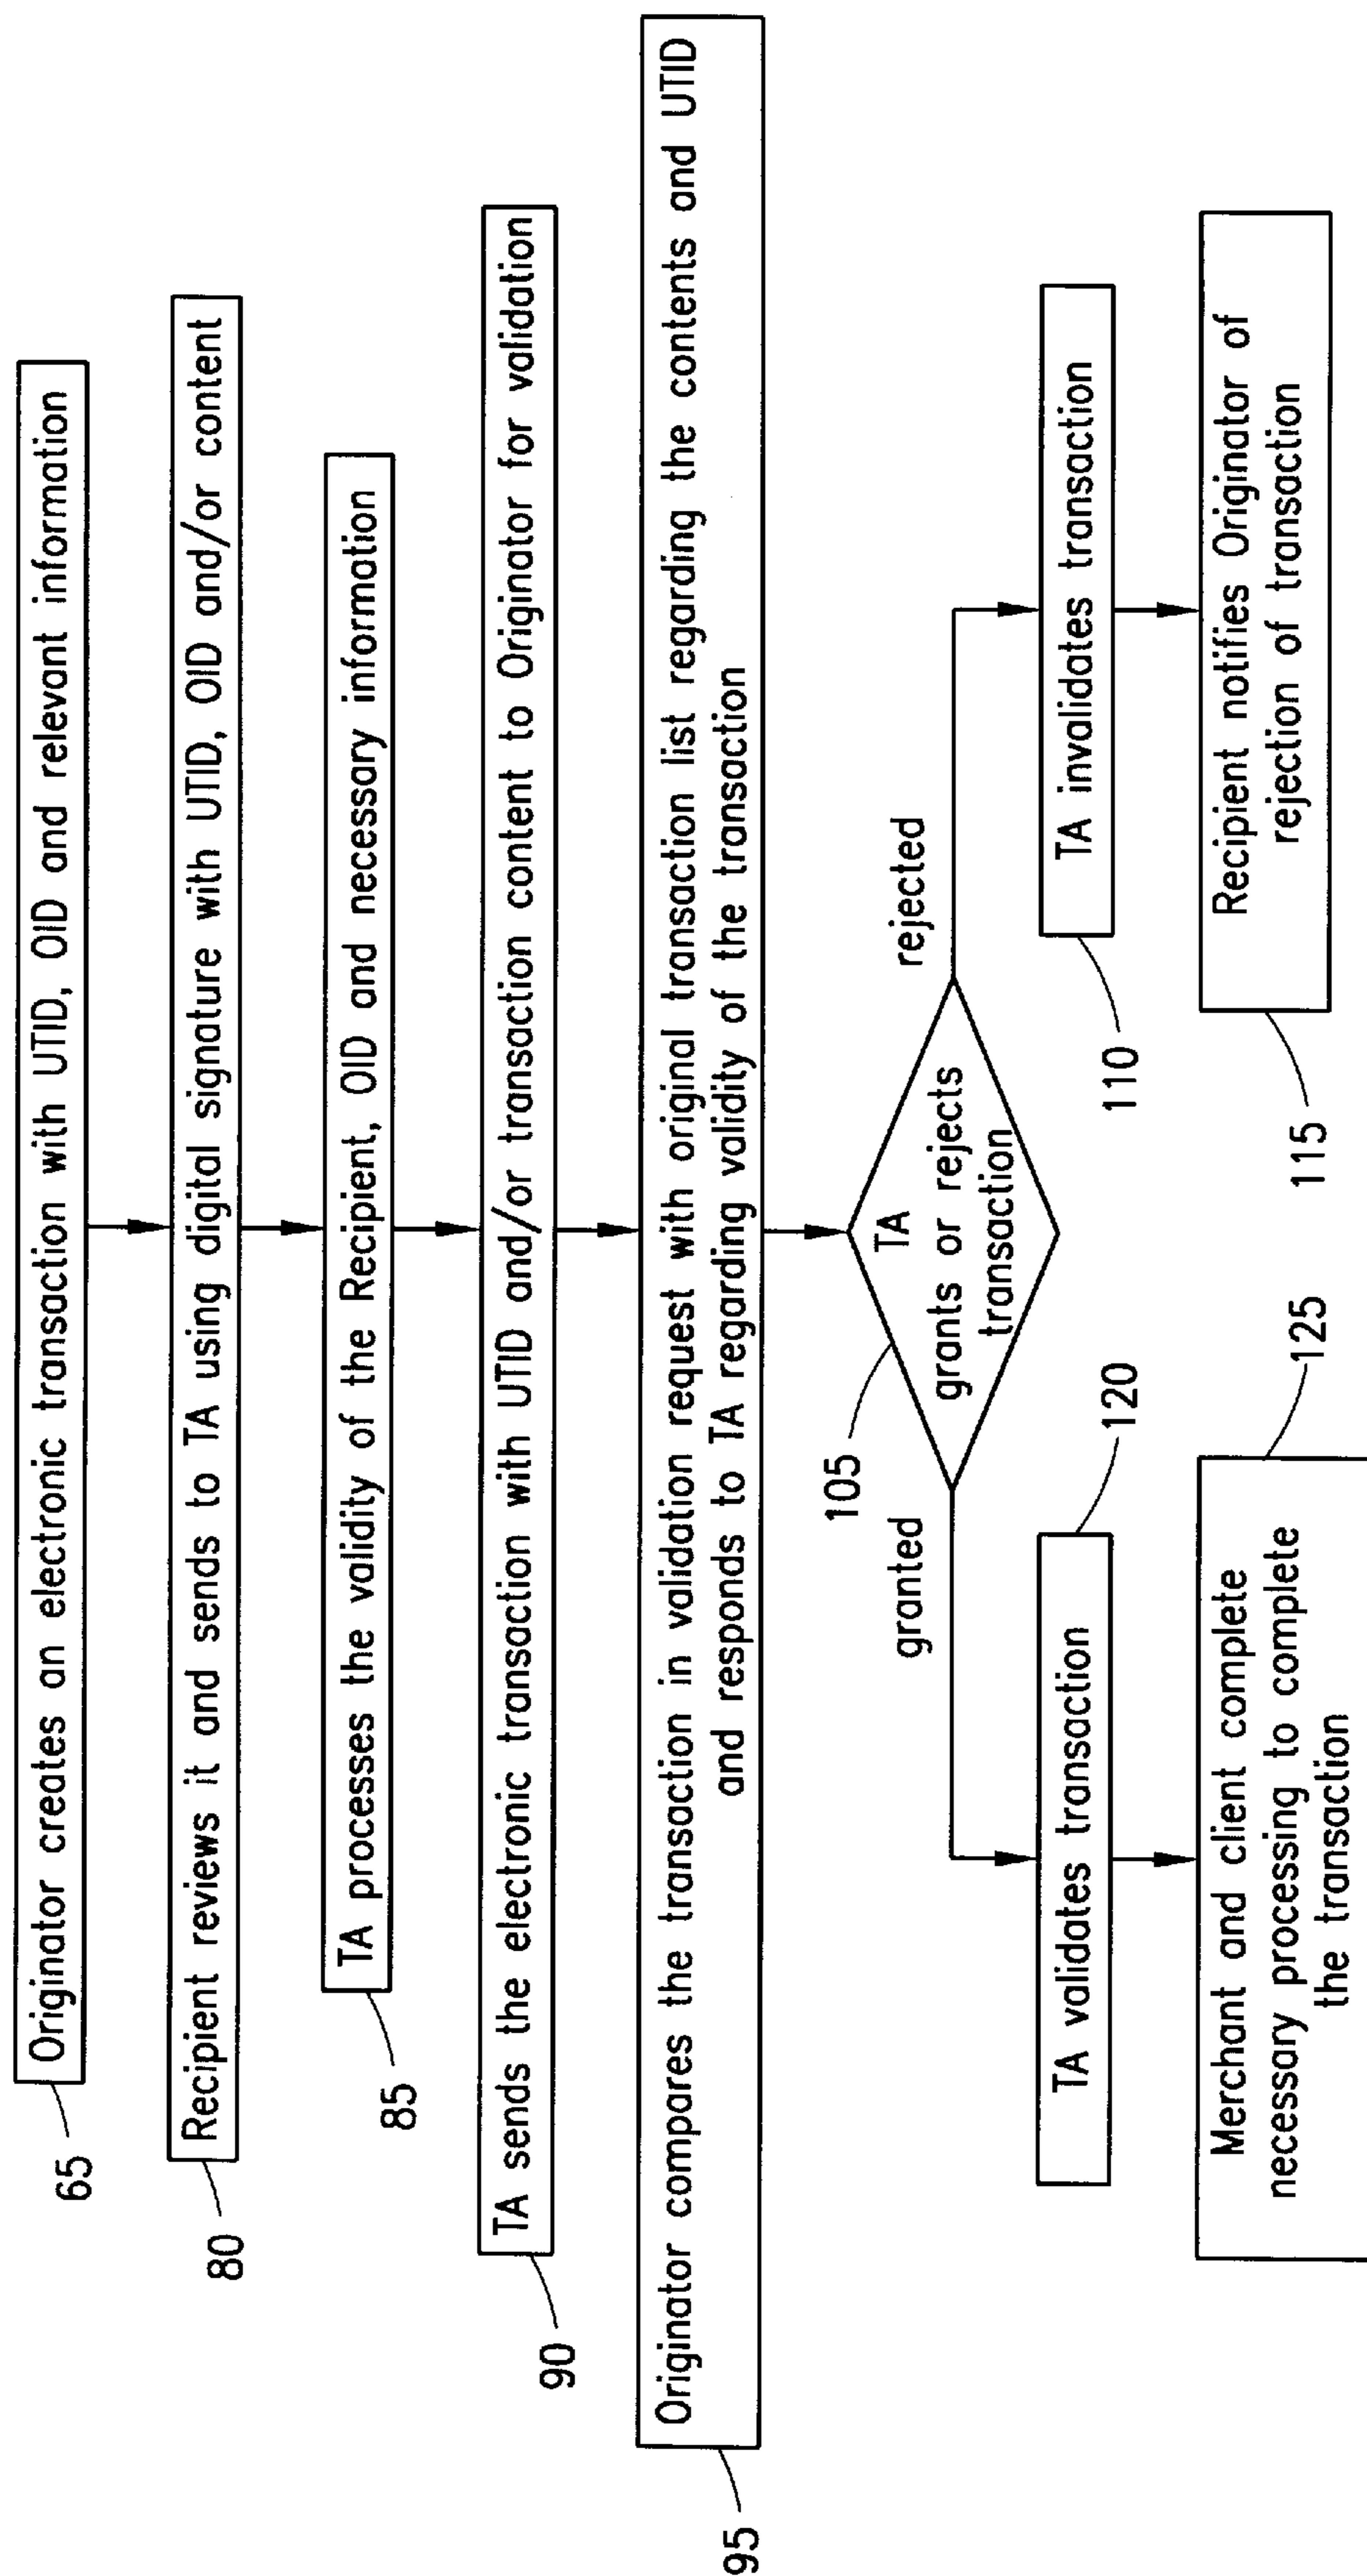 Originator creates an electronic transaction with UTID, OID and relevant information
65
Recipient reviews it and sends to TA using digital signature with UTID, OID and/or content
80
TA processes the validity of the Recipient, OID and necessary information
85
TA sends the electronic transaction with UTID and/or transaction content to Originator for validation
90
Originator compares the transaction in validation request with original transaction list regarding the contents and UTID
and responds to TA regarding validity of the transaction
95
TA
grants or rejects
transaction
105
granted
rejected
TA validates transaction
120
TA invalidates transaction
110
Merchant and client complete
necessary processing to complete
the transaction
125
Recipient notifies Originator of
rejection of transaction
115